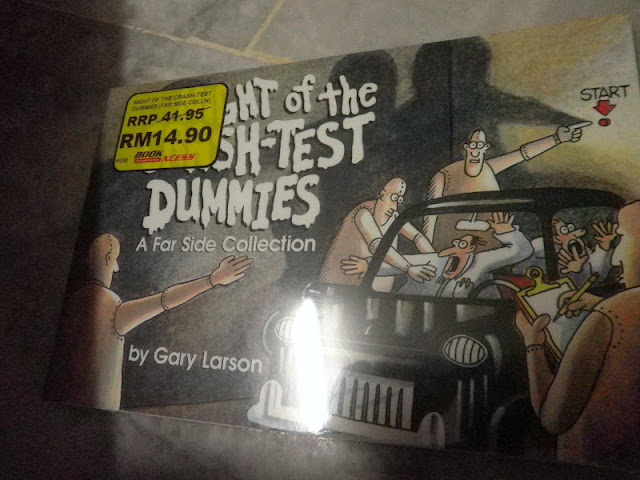 NIGHT OF THE CRASH-TEST
DUMMIES (FAR SIDE COLLN)
RRP 41.95
RM14.90
HUM BOOK XCESS
GHT of the
SH-TEST
DUMMIES
A Far Side Collection
by Gary Larson
START